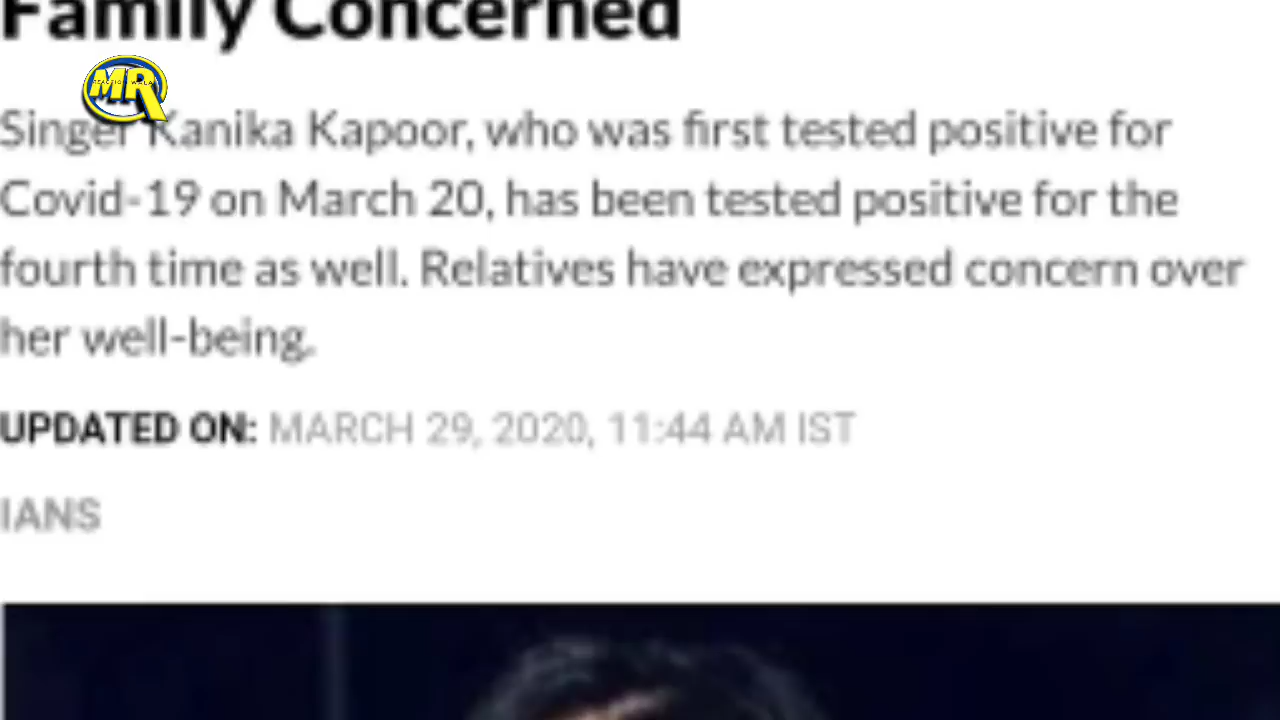 Family Concerned
MR
Singer Kanika Kapoor, who was first tested positive for
Covid-19 on March 20, has been tested positive for the
fourth time as well. Relatives have expressed concern over
her well-being.
UPDATED ON: MARCH 29, 2020, 11:44 AM IST
IANS